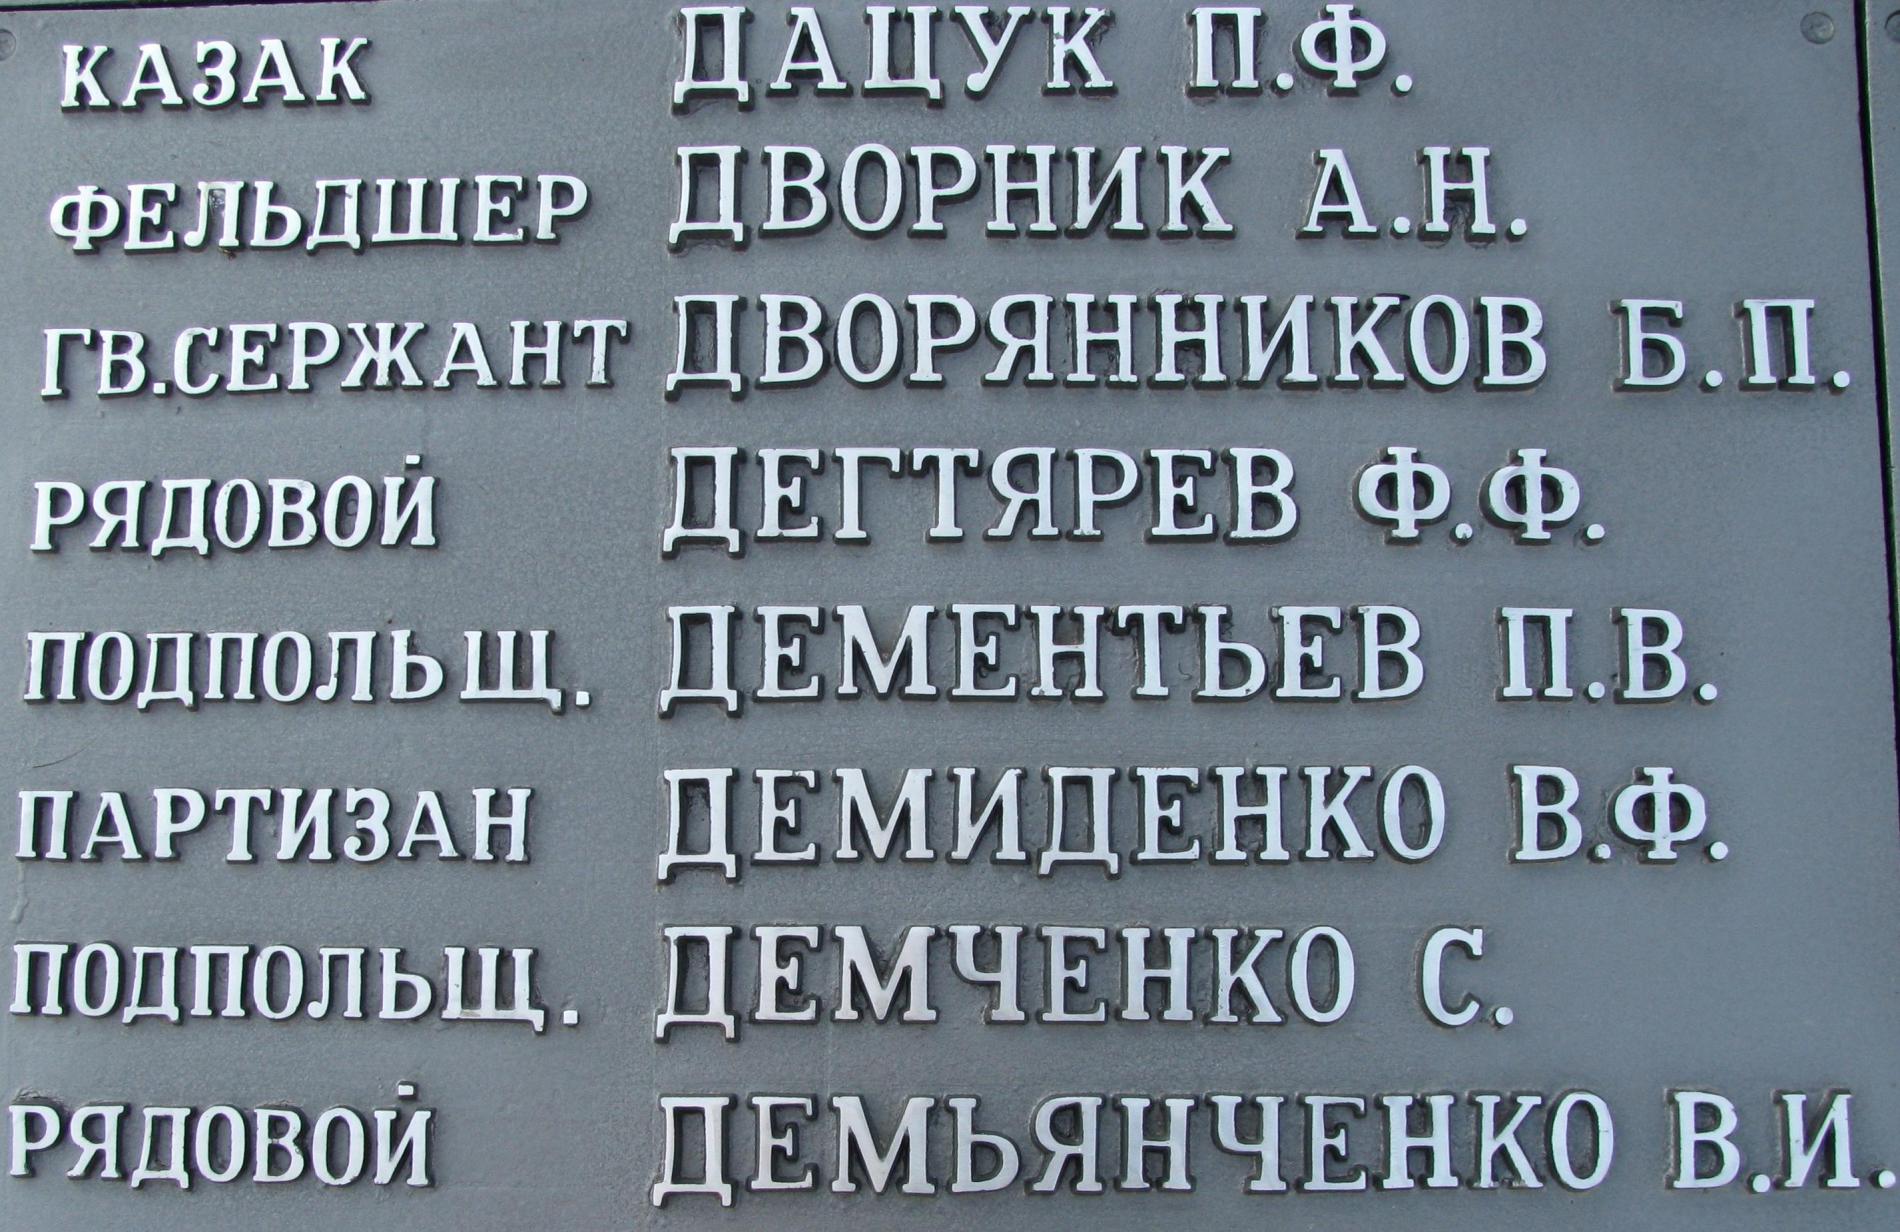 КАЗАК ДАЦУК П.Ф.
ФЕЛЬДШЕР ДВОРНИК А.Н.
ГВ.СЕРЖАНТ ДВОРЯННИКОВ Б.П.
РЯДОВОЙ ДЕГТЯРЕВ Ф.Ф.
ПОДПОЛЬЩ. ДЕМЕНТЬЕВ П.В.
ПАРТИЗАН ДЕМИДЕНКО В.Ф.
ПОДПОЛЬЩ. ДЕМЧЕНКО С.
РЯДОВОЙ ДЕМЬЯНЧЕНКО В.И.